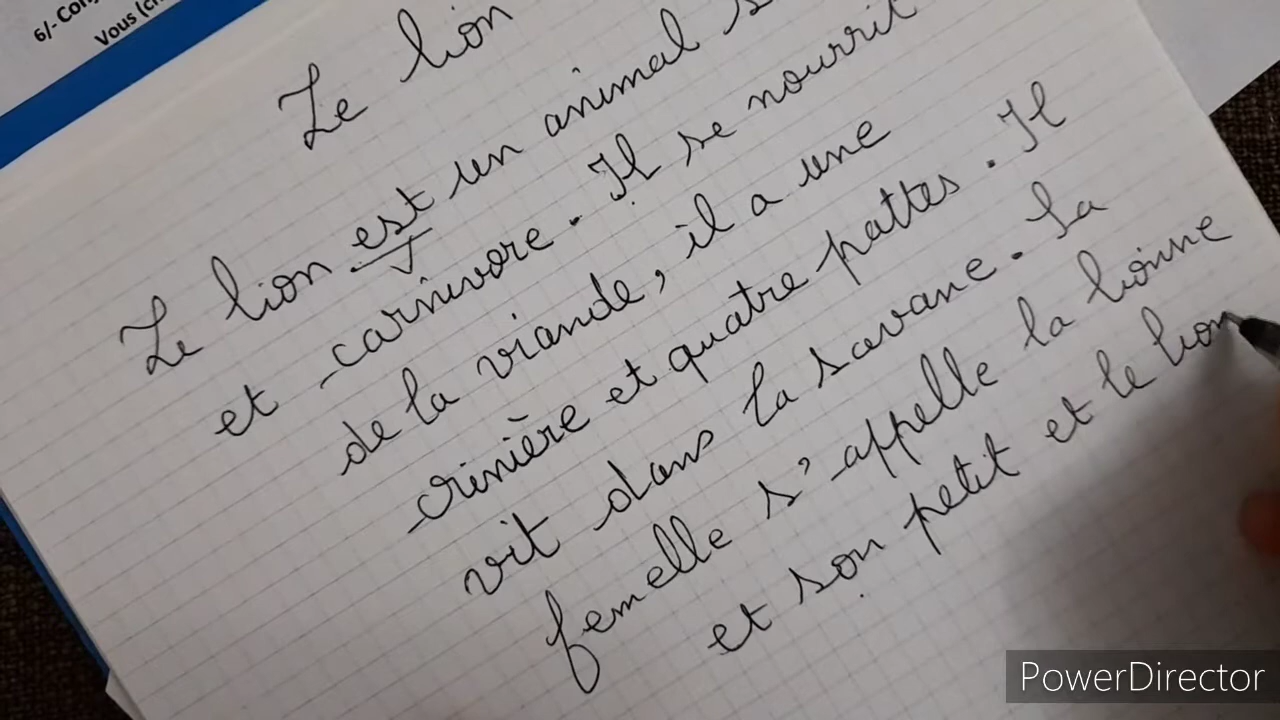 6/- Conj
Vous (ch
Le lion
Le lion est un animal s
et carnivore. Il se nourrit
de la viande, il a une
crinière et quatre pattes. Il
vit dans la savane. La
femelle s'appelle la lionne
et son petit et le lion
PowerDirector